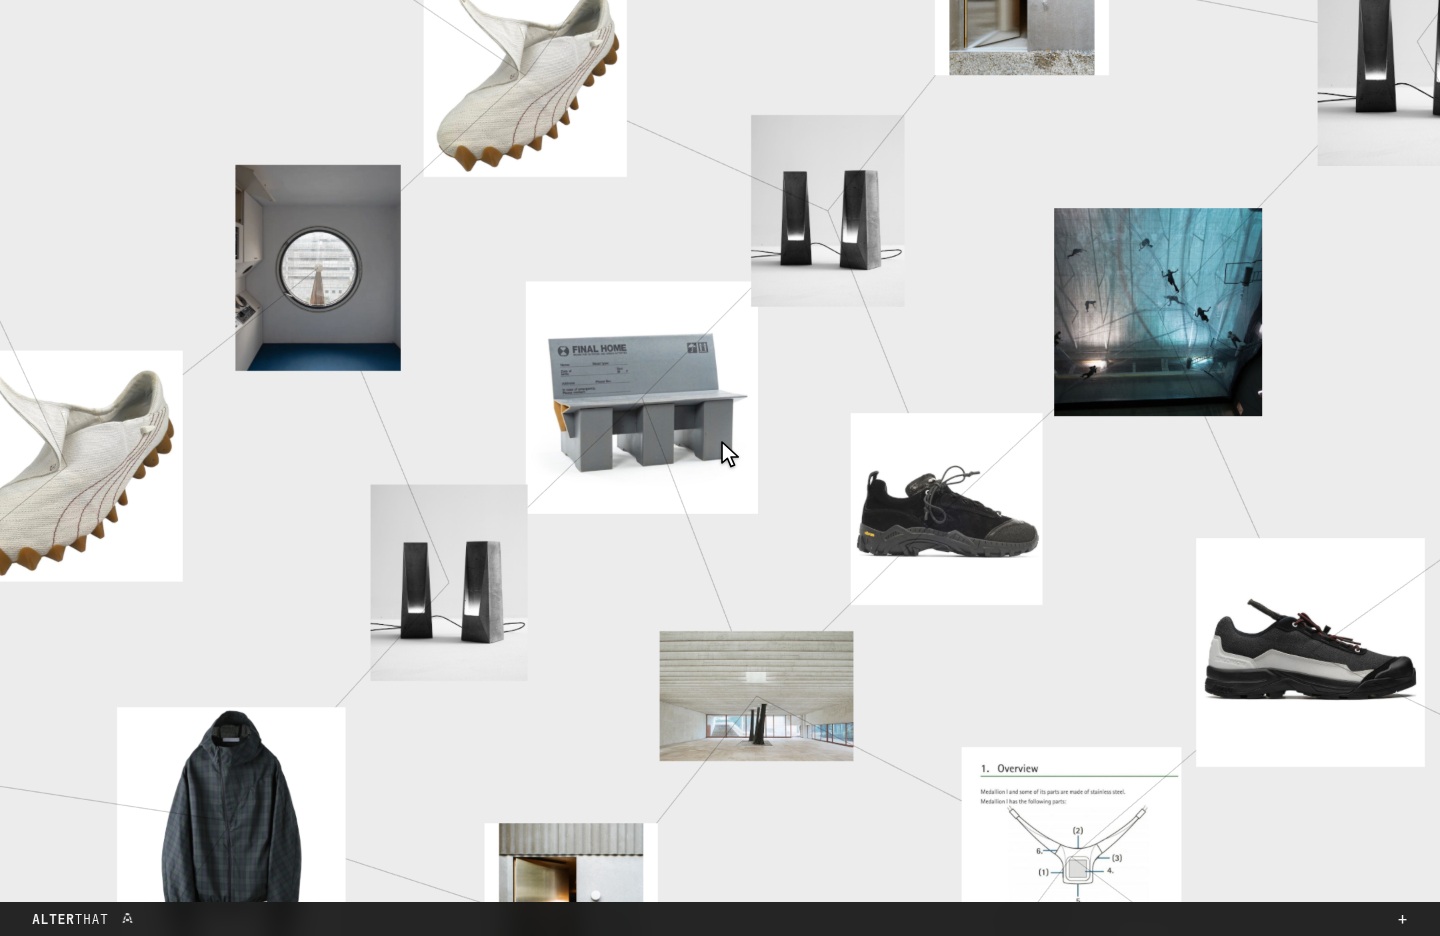 FINAL HOME
1. Overview
Medallion I and some of its parts are made of stainless steel.
Medallion I has the following parts:
(2)
6.
(3)
(1)
4.
ALTERTHAT
+